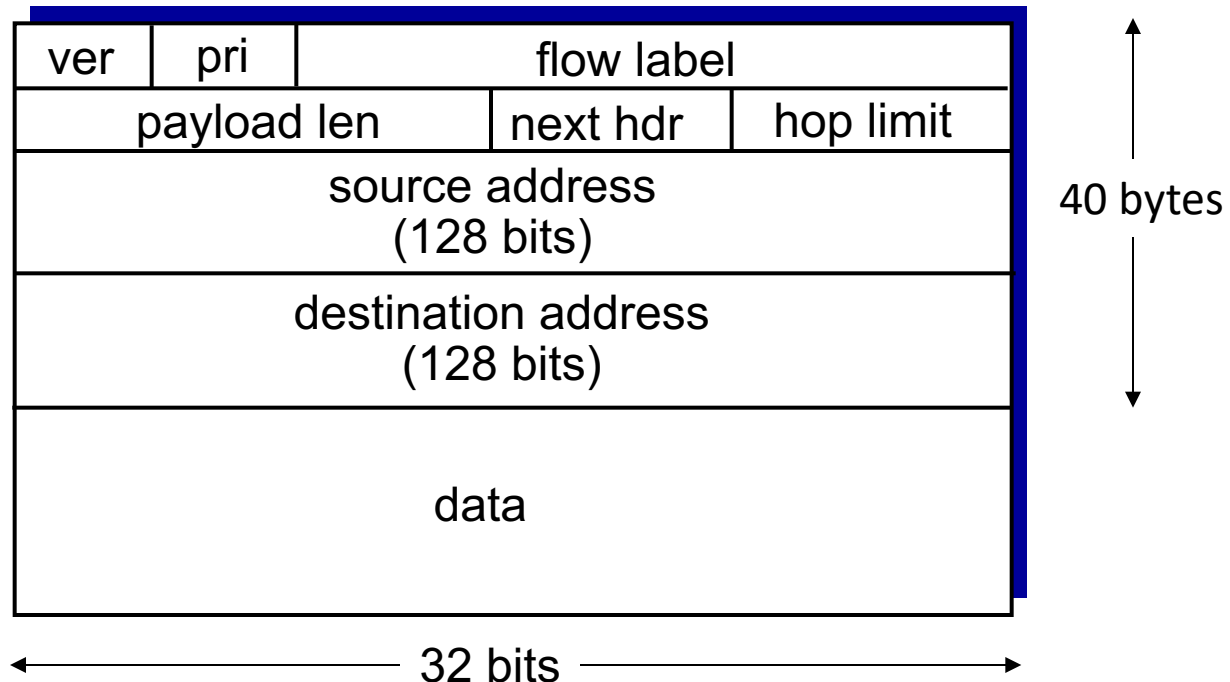 ver pri flow label
payload len next hdr hop limit
source address
(128 bits)
40 bytes
destination address
(128 bits)
data
32 bits